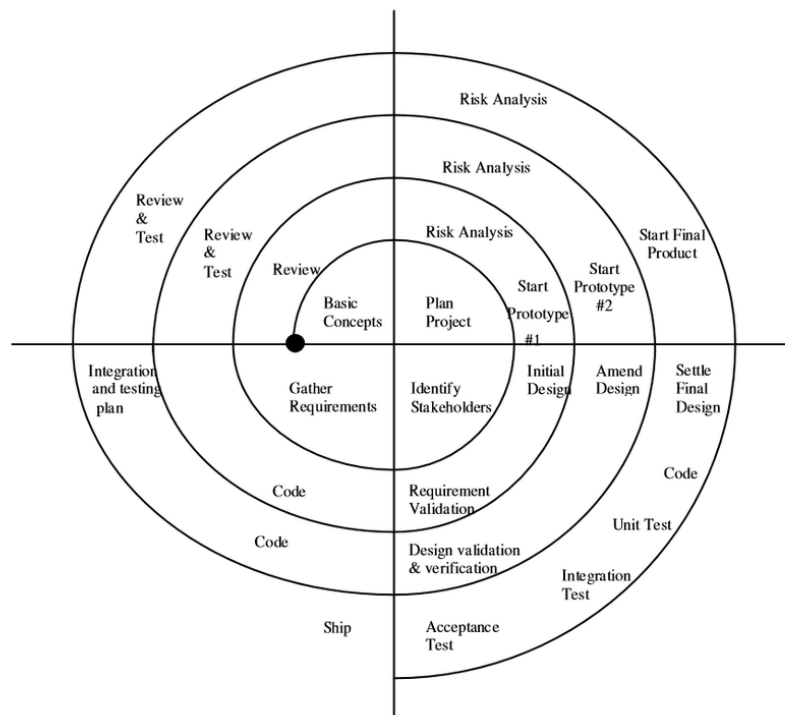 Risk Analysis
Risk Analysis
Review
&
Test
Review
&
Test
Risk Analysis
Start Final
Product
Review
Start
Prototype
#2
Start
Prototype
#1
Basic
Concepts
Plan
Project
Integration
and testing
plan
Gather
Requirements
Identify
Stakeholders
Initial
Design
Amend
Design
Settle
Final
Design
Code
Requirement
Validation
Code
Code
Unit Test
Design validation
& verification
Integration
Test
Ship
Acceptance
Test